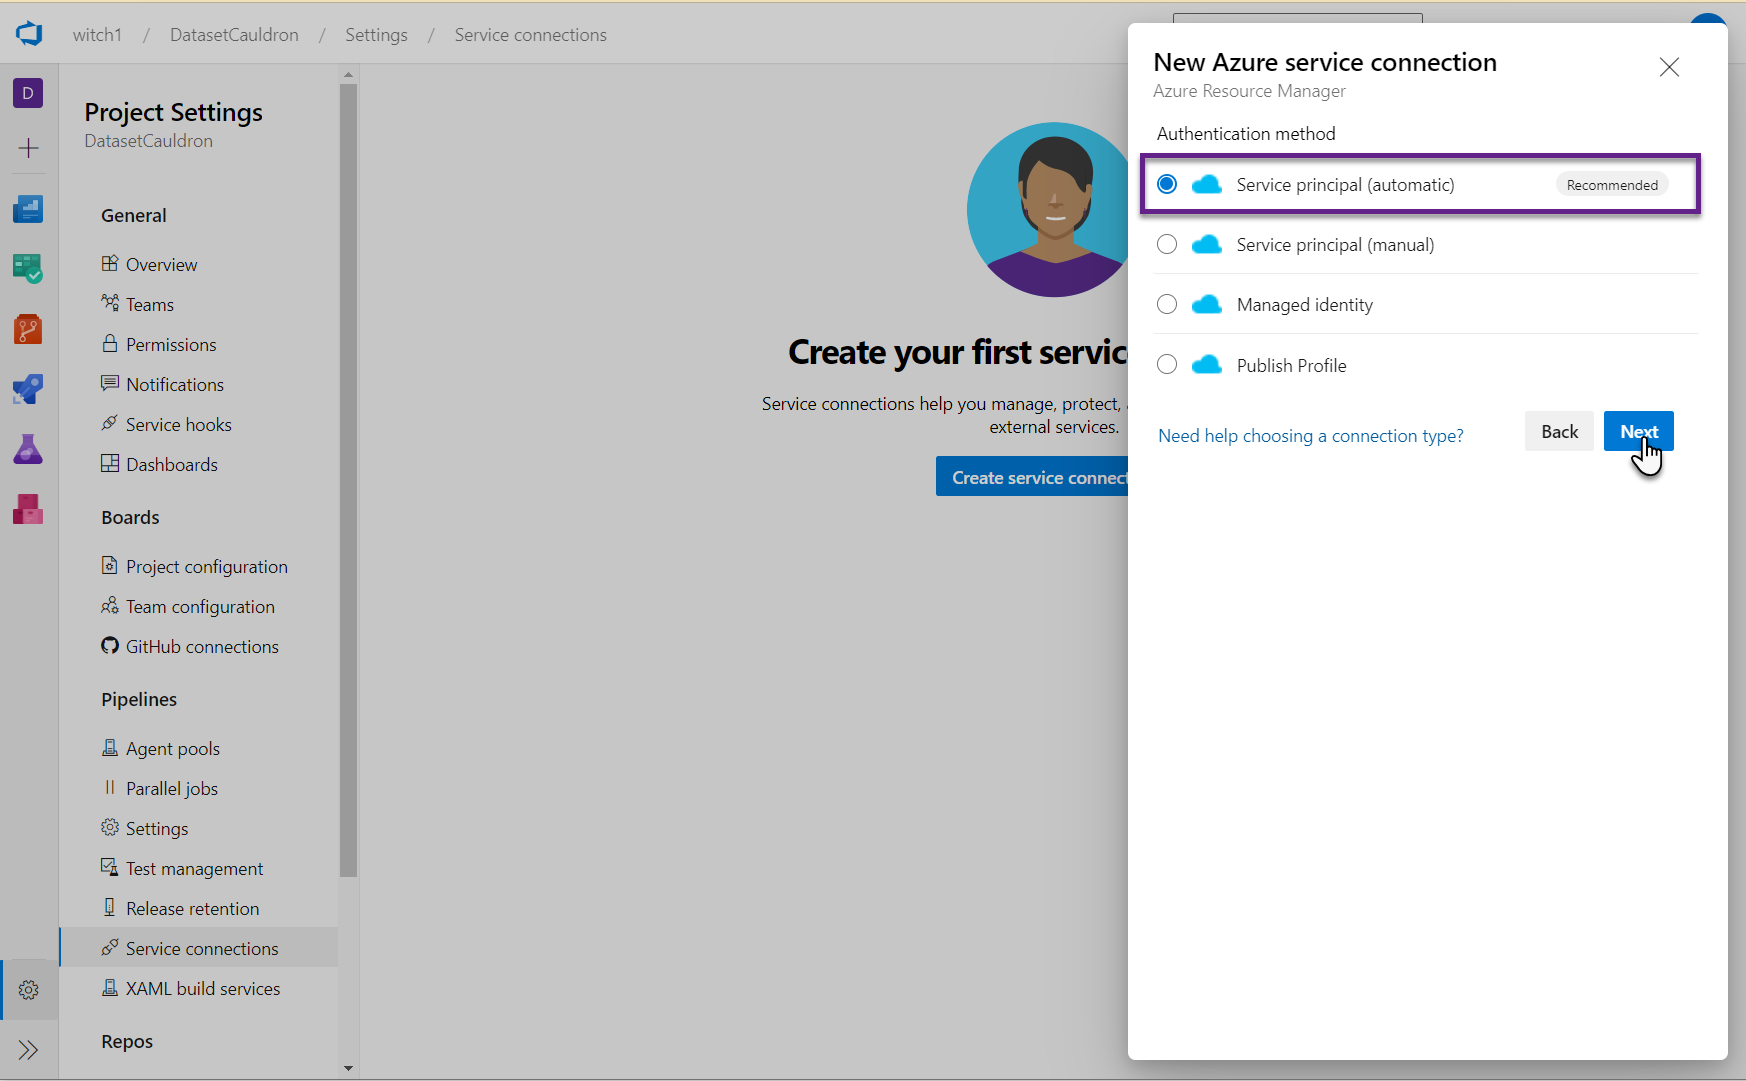 witch1 / DatasetCauldron / Settings / Service connections
D
Project Settings
DatasetCauldron
General
Overview
Teams
Permissions
Notifications
Service hooks
Dashboards
Boards
Project configuration
Team configuration
GitHub connections
Pipelines
Agent pools
Parallel jobs
Settings
Test management
Release retention
Service connections
XAML build services
Repos
Create your first servic
Service connections help you manage, protect,
external services.
Create service connect
New Azure service connection
Azure Resource Manager
Authentication method
Service principal (automatic) Recommended
Service principal (manual)
Managed identity
Publish Profile
Need help choosing a connection type? Back Next